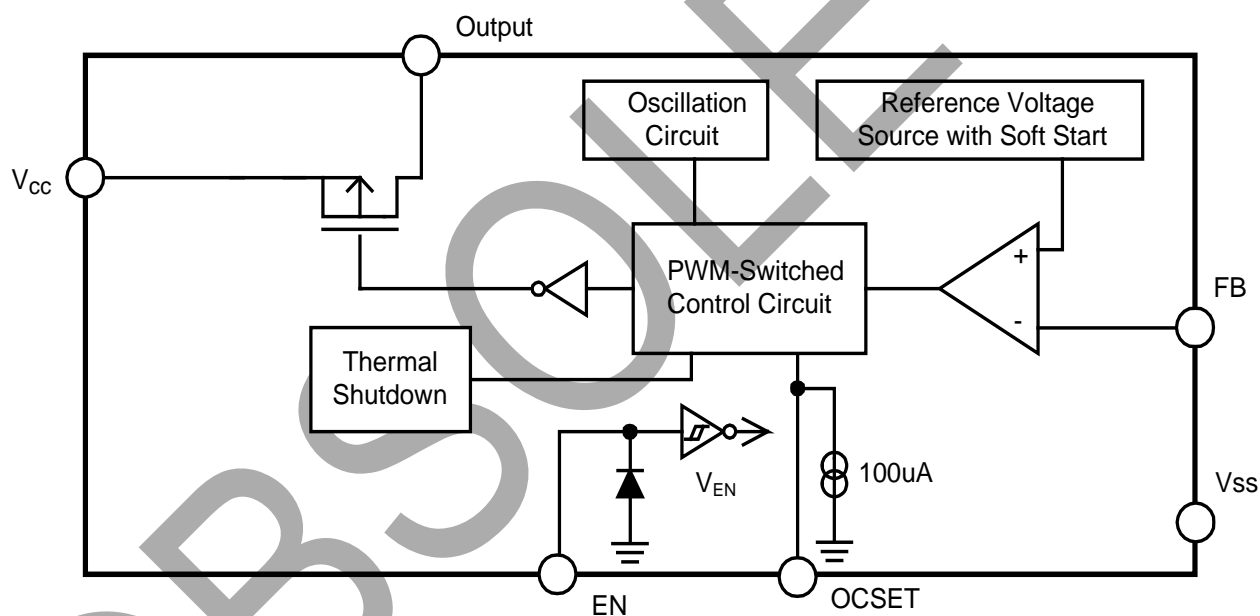 Output
Oscillation
Circuit
Reference Voltage
Source with Soft Start
VCC
PWM-Switched
Control Circuit
+
-
FB
Thermal
Shutdown
VEN
100uA
Vss
EN
OCSET